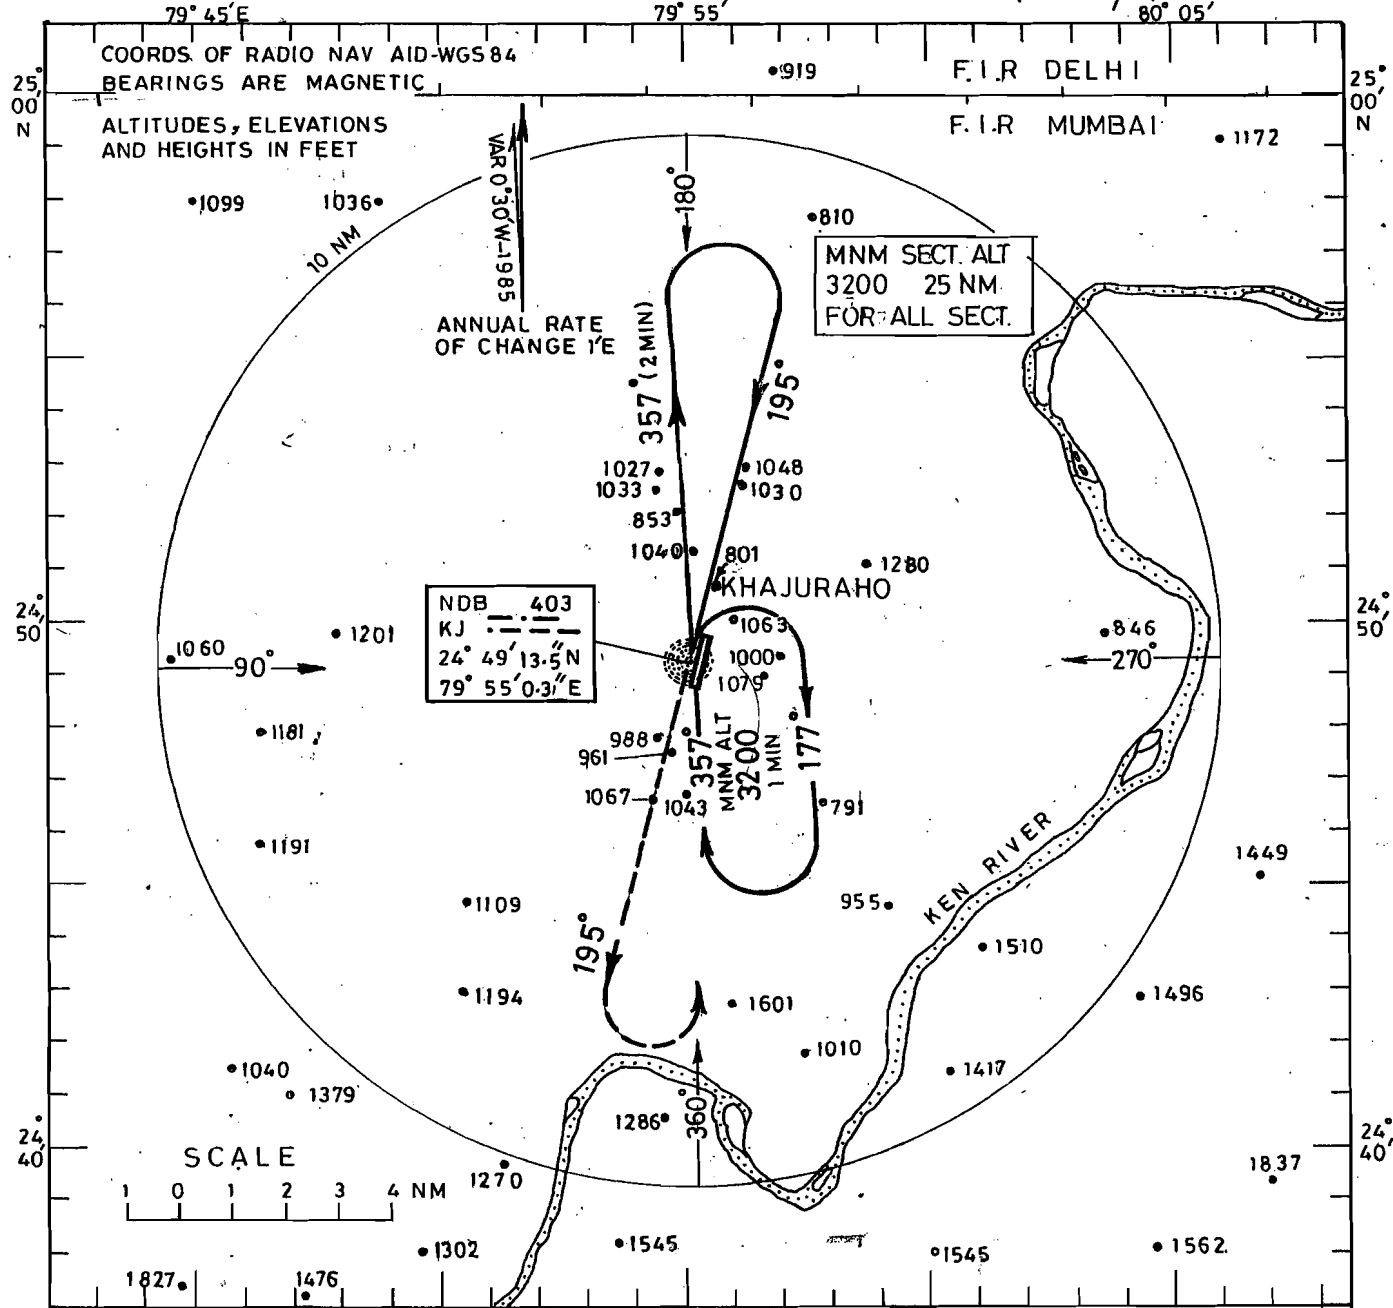 79° 45'E
79° 55'
80° 05'
COORDS. OF RADIO NAV AID-WGS84
BEARINGS ARE MAGNETIC
ALTITUDES, ELEVATIONS
AND HEIGHTS IN FEET
25° 00' N
25° 00' N
919
F.I.R DELHI
F.I.R MUMBAI
1172
1099
1036
10 NM
VAR 0°30'W-1985
ANNUAL RATE
OF CHANGE 1'E
180°
810
MNM SECT. ALT
3200 25 NM
FOR ALL SECT.
357° (2 MIN)
195°
1027
1033
853
1040
1048
1030
801
KHAJURAHO
1280
NDB 403
KJ
24° 49' 13.5"N
79° 55' 0.3"E
24° 50'
24° 50'
1201
1060
90°
1063
1000
1079
846
270°
1181
988
961
1067
1043
357°
MNM ALT
3200
1 MIN
177°
791
1191
1109
195°
955
KEN RIVER
1449
1510
1194
1601
1496
1010
1417
1040
1379
1286
360°
24° 40'
24° 40'
SCALE
1 0 1 2 3 4 NM
1270
1837
1302
1545
1545
1562
1827
1476